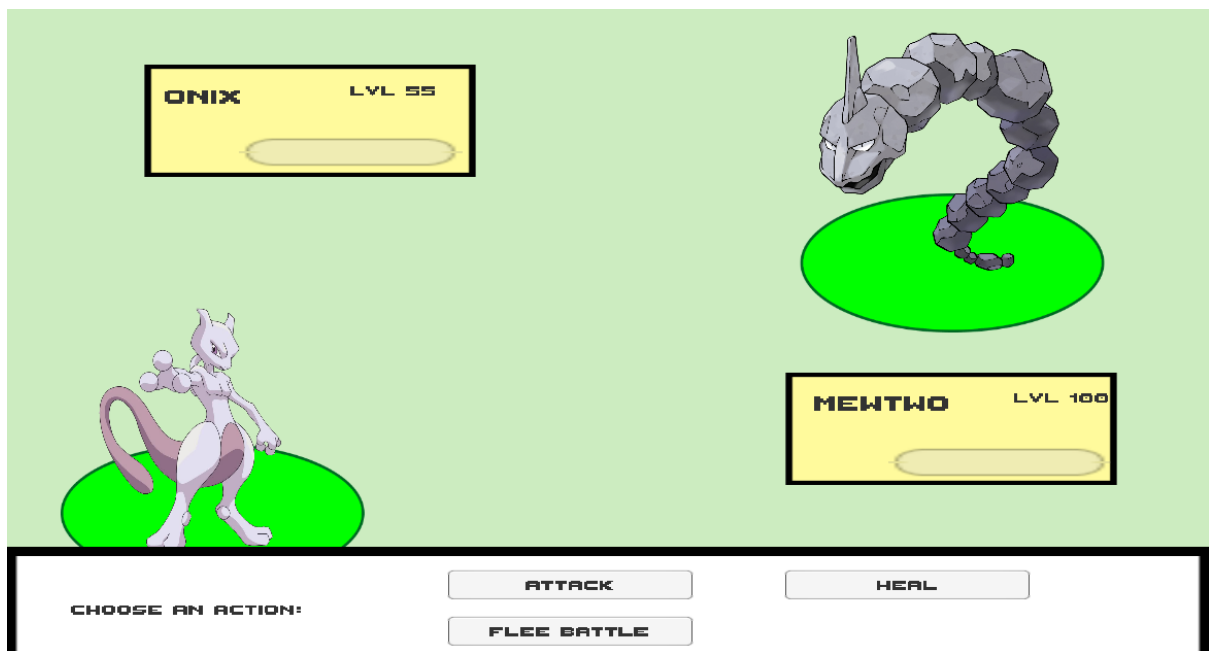 ONIX LVL 55
MEWTWO LVL 100
CHOOSE AN ACTION:
ATTACK HEAL
FLEE BATTLE